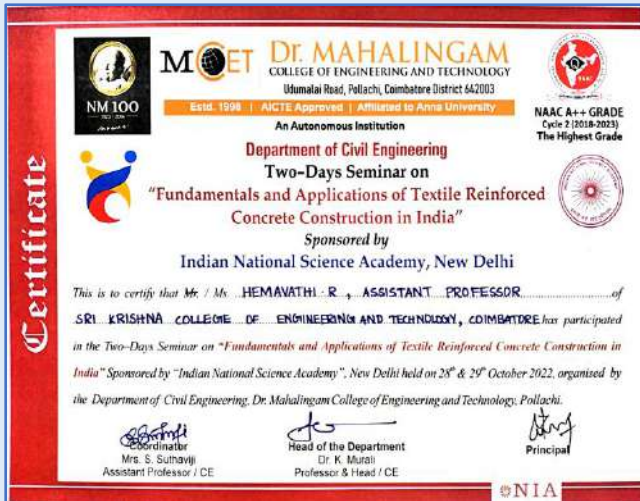 Certificate
NM 100
MCET
Dr. MAHALINGAM
COLLEGE OF ENGINEERING AND TECHNOLOGY
Udumalai Road, Pollachi, Coimbatore District 642003
Estd. 1998 | AICTE Approved | Affiliated to Anna University
An Autonomous Institution
NAAC A++ GRADE
Cycle 2 (2018-2023)
The Highest Grade
Department of Civil Engineering
Two-Days Seminar on
"Fundamentals and Applications of Textile Reinforced
Concrete Construction in India"
Sponsored by
Indian National Science Academy, New Delhi
This is to certify that Mr. / Ms. HEMAVATHI R, ASSISTANT PROFESSOR of
SRI KRISHNA COLLEGE OF ENGINEERING AND TECHNOLOGY, COIMBATORE has participated
in the Two-Days Seminar on "Fundamentals and Applications of Textile Reinforced Concrete Construction in
India" Sponsored by "Indian National Science Academy", New Delhi held on 28th & 29th October 2022, organised by
the Department of Civil Engineering, Dr. Mahalingam College of Engineering and Technology, Pollachi.
Coordinator
Mrs. S. Suthaviji
Assistant Professor / CE
Head of the Department
Dr. K. Murali
Professor & Head / CE
Principal
NIA